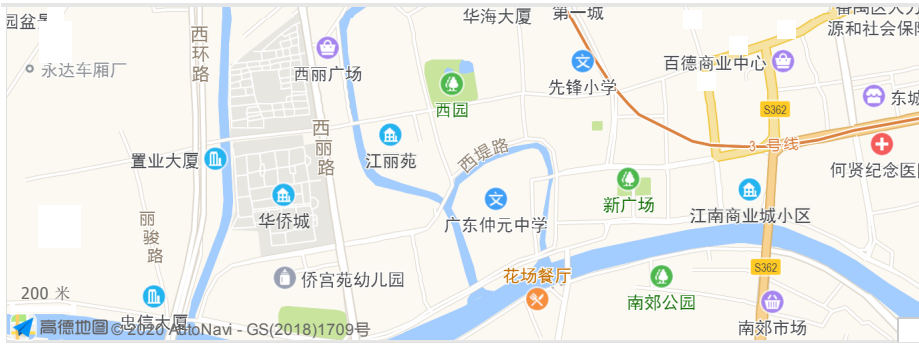 华海大厦
第一城
园盆景
西环路
永达车厢厂
西丽广场
西园
先锋小学
百德商业中心
源和社会保
S362
东城
西丽路
置业大厦
江丽苑
西堤路
3号线
何贤纪念医
华侨城
广东仲元中学
新广场
江南商业城小区
丽骏路
侨宫苑幼儿园
花场餐厅
S362
南郊公园
200 米
忠信大厦
南郊市场
高德地图 © 2020 AutoNavi - GS(2018)1709号